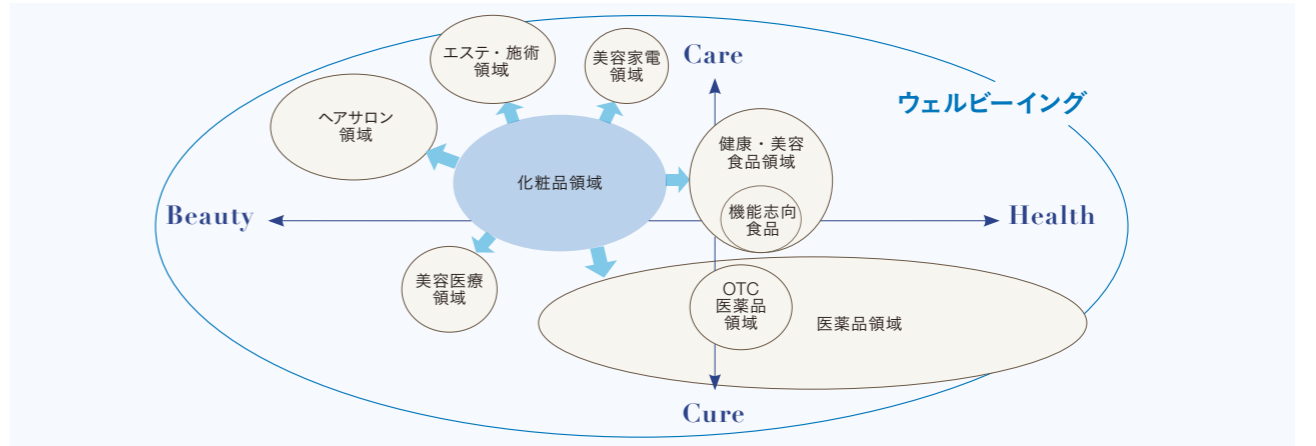 エステ・施術
領域
美容家電
領域
Care
ウェルビーイング
ヘアサロン
領域
健康・美容
食品領域
化粧品領域
機能志向
食品
Beauty
Health
美容医療
領域
OTC
医薬品
領域
医薬品領域
Cure